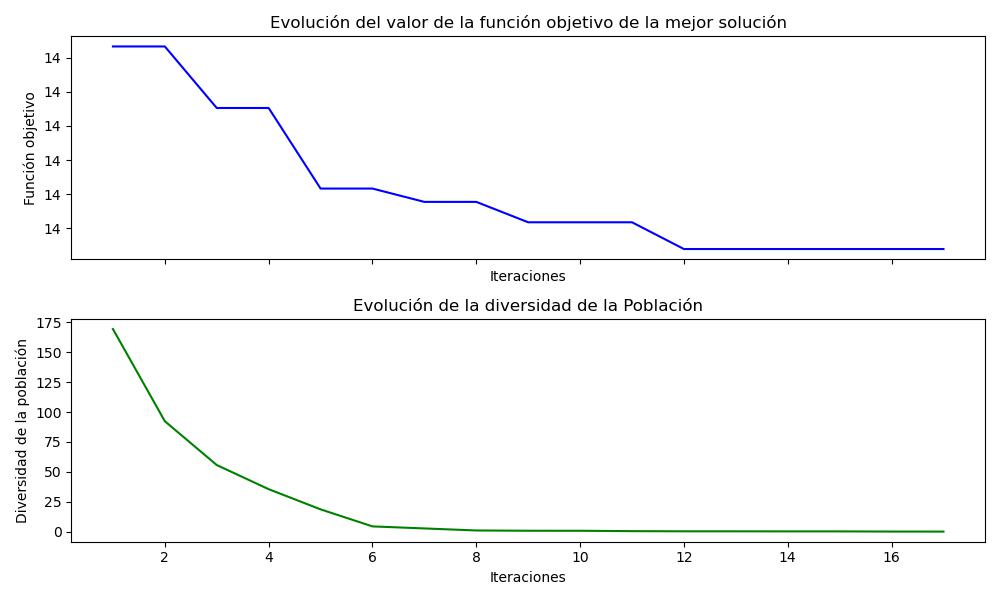 Evolución del valor de la función objetivo de la mejor solución
Función objetivo
14
14
14
14
14
14
Iteraciones
Evolución de la diversidad de la Población
Diversidad de la población
175
150
125
100
75
50
25
0
2 4 6 8 10 12 14 16
Iteraciones